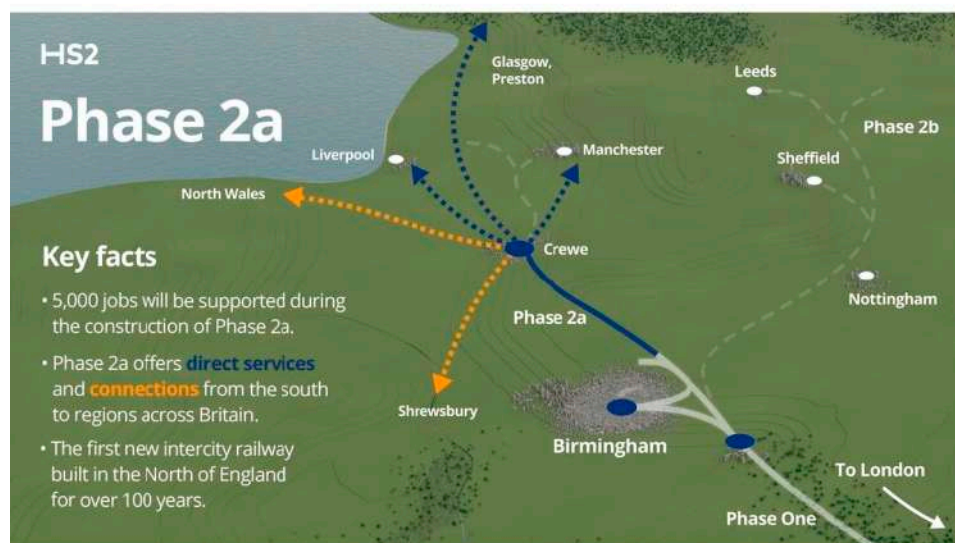 HS2
Phase 2a
Glasgow,
Preston
Leeds
Phase 2b
Liverpool
Manchester
Sheffield
North Wales
Crewe
Key facts
Nottingham
• 5,000 jobs will be supported during
the construction of Phase 2a.
Phase 2a
• Phase 2a offers direct services
and connections from the south
to regions across Britain.
Shrewsbury
Birmingham
• The first new intercity railway
built in the North of England
for over 100 years.
To London
Phase One